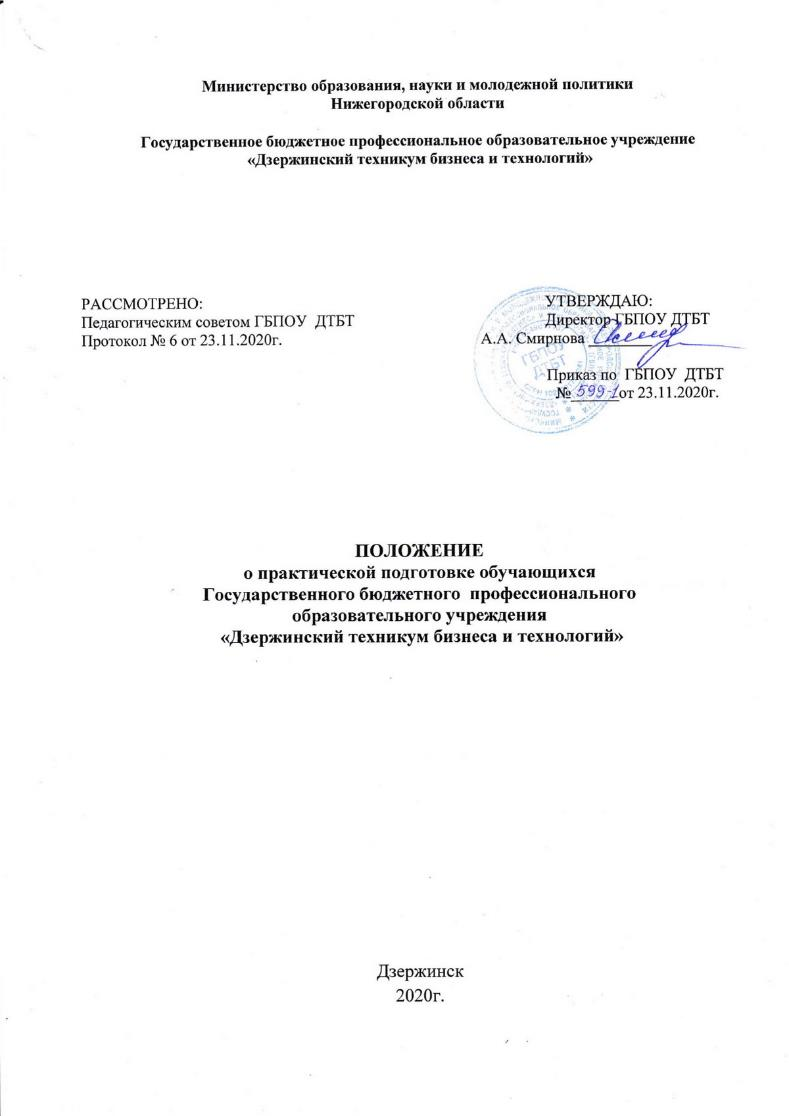 Министерство образования, науки и молодежной политики
Нижегородской области
Государственное бюджетное профессиональное образовательное учреждение
«Дзержинский техникум бизнеса и технологий»
РАССМОТРЕНО:
Педагогическим советом ГБПОУ ДТБТ
Протокол № 6 от 23.11.2020г.
УТВЕРЖДАЮ:
Директор ГБПОУ ДТБТ
А.А. Смирнова
Приказ по ГБПОУ ДТБТ
№ 599-1 от 23.11.2020г.
ГБПОУ
ДТБТ
ПОЛОЖЕНИЕ
о практической подготовке обучающихся
Государственного бюджетного профессионального
образовательного учреждения
«Дзержинский техникум бизнеса и технологий»
Дзержинск
2020г.